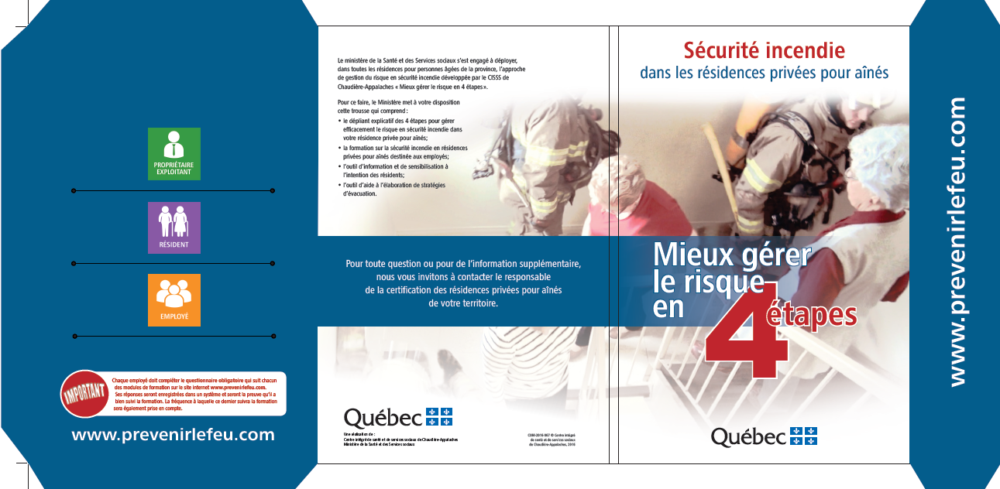 PROPRIÉTAIRE
EXPLOITANT
RÉSIDENT
EMPLOYÉ
IMPORTANT
Chaque employé doit compléter le questionnaire obligatoire qui suit chacun
des modules de formation sur le site internet www.prevenirlefeu.com.
Ses réponses seront enregistrées dans un système et seront la preuve qu'il a
bien suivi la formation. La fréquence à laquelle ce dernier suivra la formation
sera également prise en compte.
www.prevenirlefeu.com
Le ministère de la Santé et des Services sociaux s'est engagé à déployer,
dans toutes les résidences pour personnes âgées de la province, l'approche
de gestion du risque en sécurité incendie développée par le CISSS de
Chaudière-Appalaches « Mieux gérer le risque en 4 étapes ».
Pour ce faire, le Ministère met à votre disposition
cette trousse qui comprend :
• le dépliant explicatif des 4 étapes pour gérer
efficacement le risque en sécurité incendie dans
votre résidence privée pour aînés;
• la formation sur la sécurité incendie en résidences
privées pour aînés destinée aux employés;
• l'outil d'information et de sensibilisation à
l'intention des résidents;
• l'outil d'aide à l'élaboration de stratégies
d'évacuation.
Pour toute question ou pour de l'information supplémentaire,
nous vous invitons à contacter le responsable
de la certification des résidences privées pour aînés
de votre territoire.
Québec
Une réalisation de :
Centre intégré de santé et de services sociaux de Chaudière-Appalaches
Ministère de la Santé et des Services sociaux
COM-2016-067 © Centre intégré
de santé et de services sociaux
de Chaudière-Appalaches, 2016
Sécurité incendie
dans les résidences privées pour aînés
Mieux gérer
le risque
en 4 étapes
Québec
www.prevenirlefeu.com